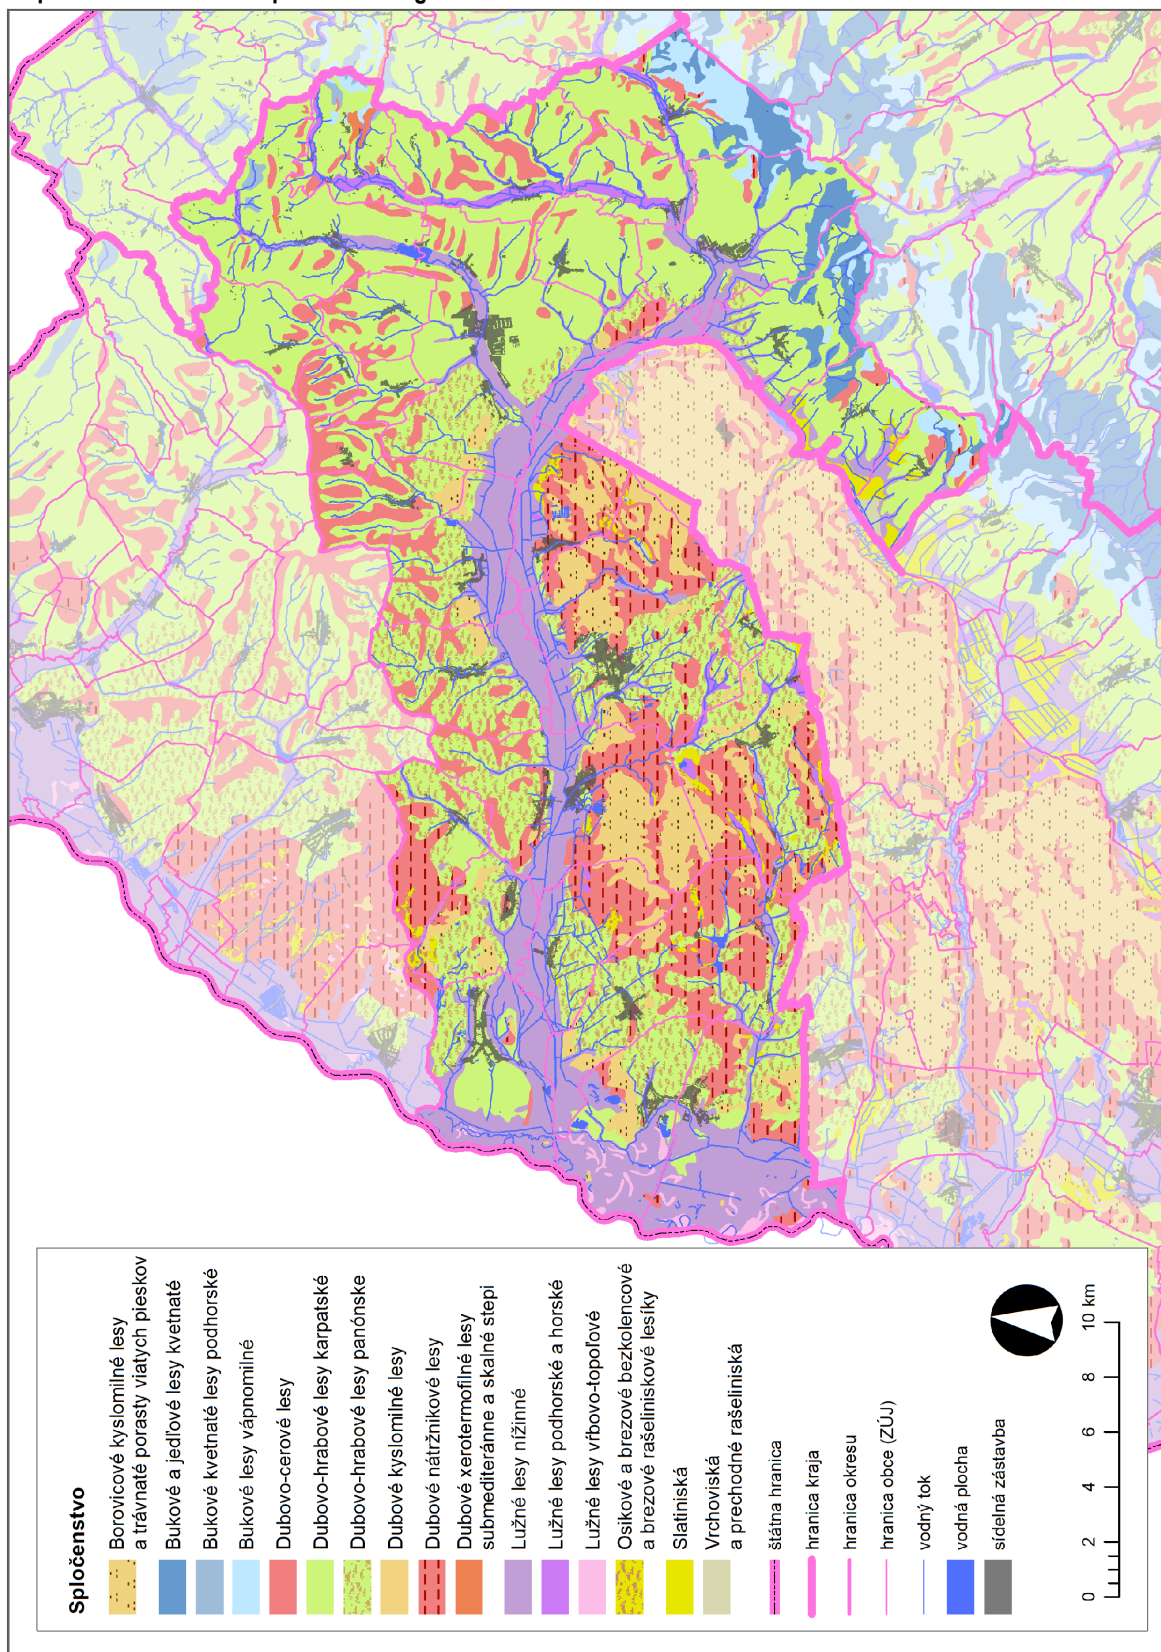 Spločenstvo
Borovicové kyslomilné lesy
a trávnaté porasty viatych pieskov
Bukové a jedľové lesy kvetnaté
Bukové kvetnaté lesy podhorské
Bukové lesy vápnomilné
Dubovo-cerové lesy
Dubovo-hrabové lesy karpatské
Dubovo-hrabové lesy panónske
Dubové kyslomilné lesy
Dubové nátržnikové lesy
Dubové xerotermofilné lesy
submediteránne a skalné stepi
Lužné lesy nížinné
Lužné lesy podhorské a horské
Lužné lesy vŕbovo-topoľové
Osikové a brezové bezkolencové
a brezové rašeliniskové lesíky
Slatiniská
Vrchoviská
a prechodné rašeliniská
štátna hranica
hranica kraja
hranica okresu
hranica obce (ZÚJ)
vodný tok
vodná plocha
sídelná zástavba
0 2 4 6 8 10 km